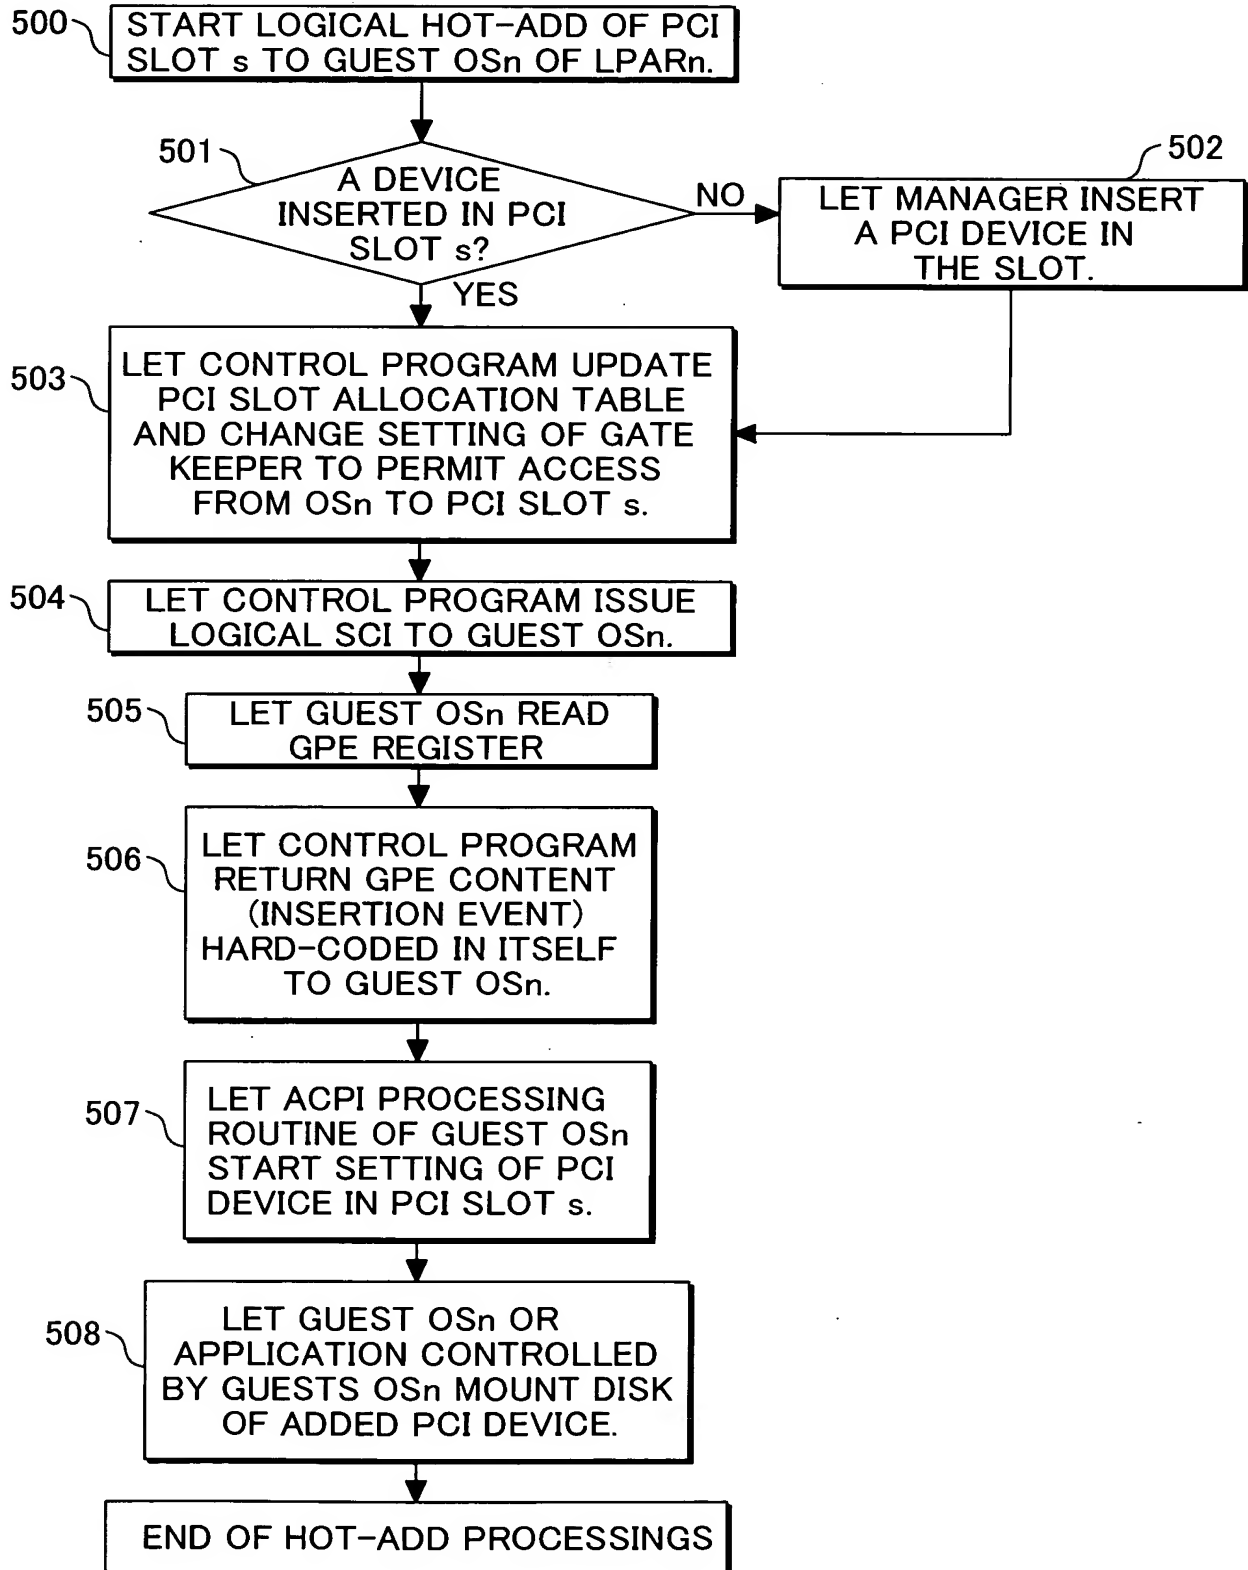 500
START LOGICAL HOT-ADD OF PCI
SLOT s TO GUEST OSn OF LPARn.
501
A DEVICE
INSERTED IN PCI
SLOT s?
NO
YES
502
LET MANAGER INSERT
A PCI DEVICE IN
THE SLOT.
503
LET CONTROL PROGRAM UPDATE
PCI SLOT ALLOCATION TABLE
AND CHANGE SETTING OF GATE
KEEPER TO PERMIT ACCESS
FROM OSn TO PCI SLOT s.
504
LET CONTROL PROGRAM ISSUE
LOGICAL SCI TO GUEST OSn.
505
LET GUEST OSn READ
GPE REGISTER
506
LET CONTROL PROGRAM
RETURN GPE CONTENT
(INSERTION EVENT)
HARD-CODED IN ITSELF
TO GUEST OSn.
507
LET ACPI PROCESSING
ROUTINE OF GUEST OSn
START SETTING OF PCI
DEVICE IN PCI SLOT s.
508
LET GUEST OSn OR
APPLICATION CONTROLLED
BY GUESTS OSn MOUNT DISK
OF ADDED PCI DEVICE.
END OF HOT-ADD PROCESSINGS